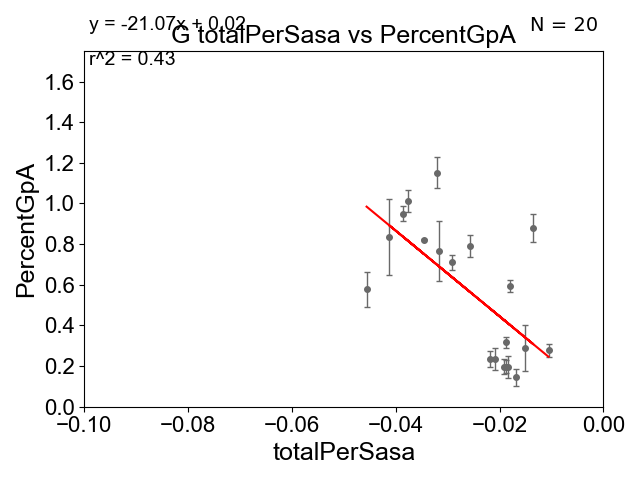 y = -21.07x + 0.02
G totalPerSasa vs PercentGpA
N = 20
r^2 = 0.43
PercentGpA
1.6
1.4
1.2
1.0
0.8
0.6
0.4
0.2
0.0
−0.10 −0.08 −0.06 −0.04 −0.02 0.00
totalPerSasa